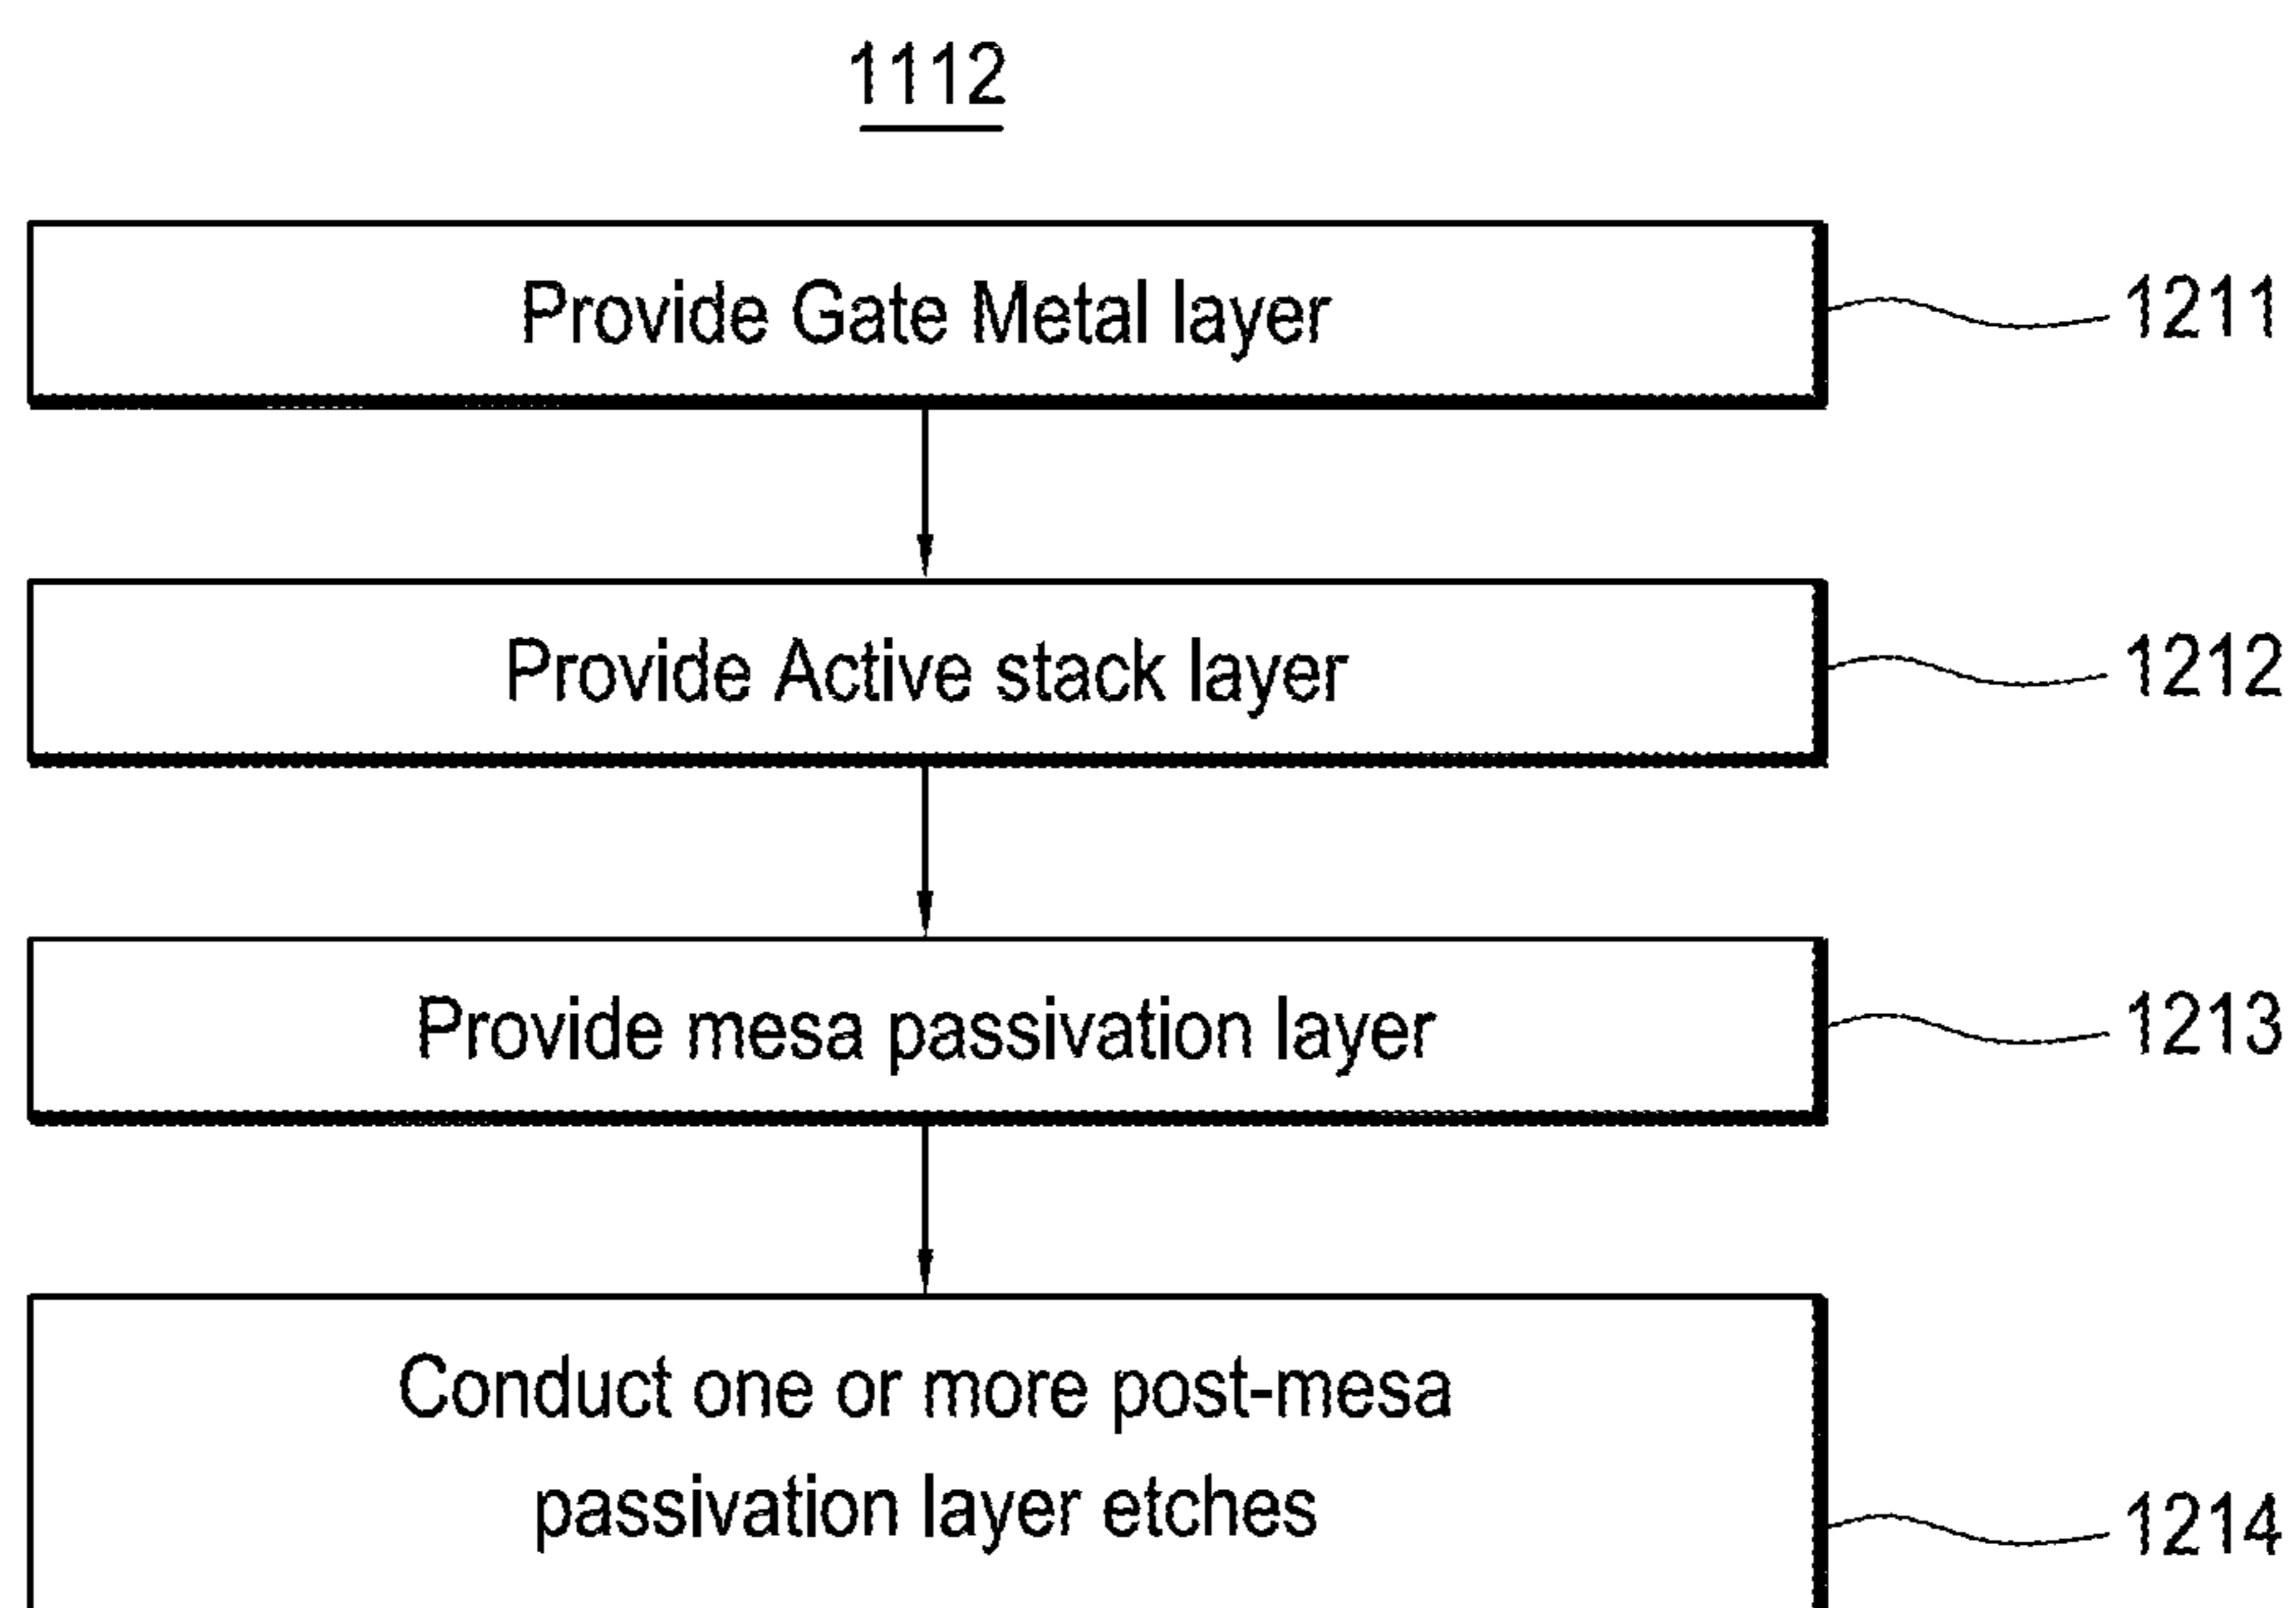 1112
Provide Gate Metal layer
1211
Provide Active stack layer
1212
Provide mesa passivation layer
1213
Conduct one or more post-mesa
passivation layer etches
1214